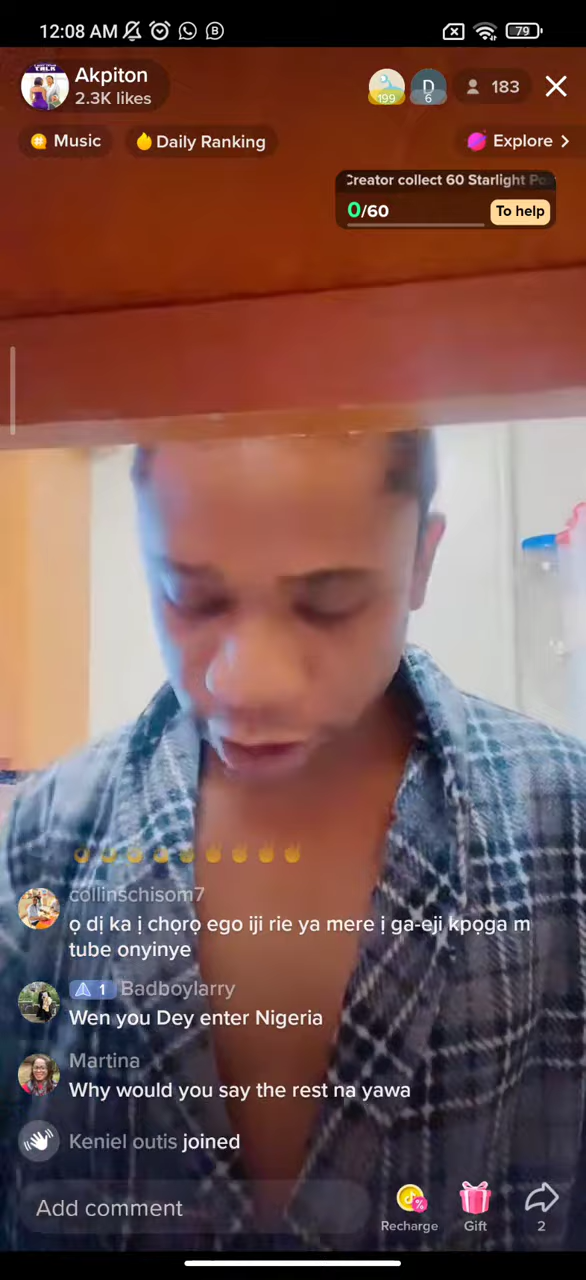 12:08 AM
79
TALK
Akpiton
2.3K likes
199
D
6
183
Music
Daily Ranking
Explore
Creator collect 60 Starlight Po
0/60
To help
collinschisom7
ọ dị ka ị chọrọ ego iji rie ya mere ị ga-eji kpọga m
tube onyinye
1 Badboylarry
Wen you Dey enter Nigeria
Martina
Why would you say the rest na yawa
Keniel outis joined
Add comment
Recharge
Gift
2